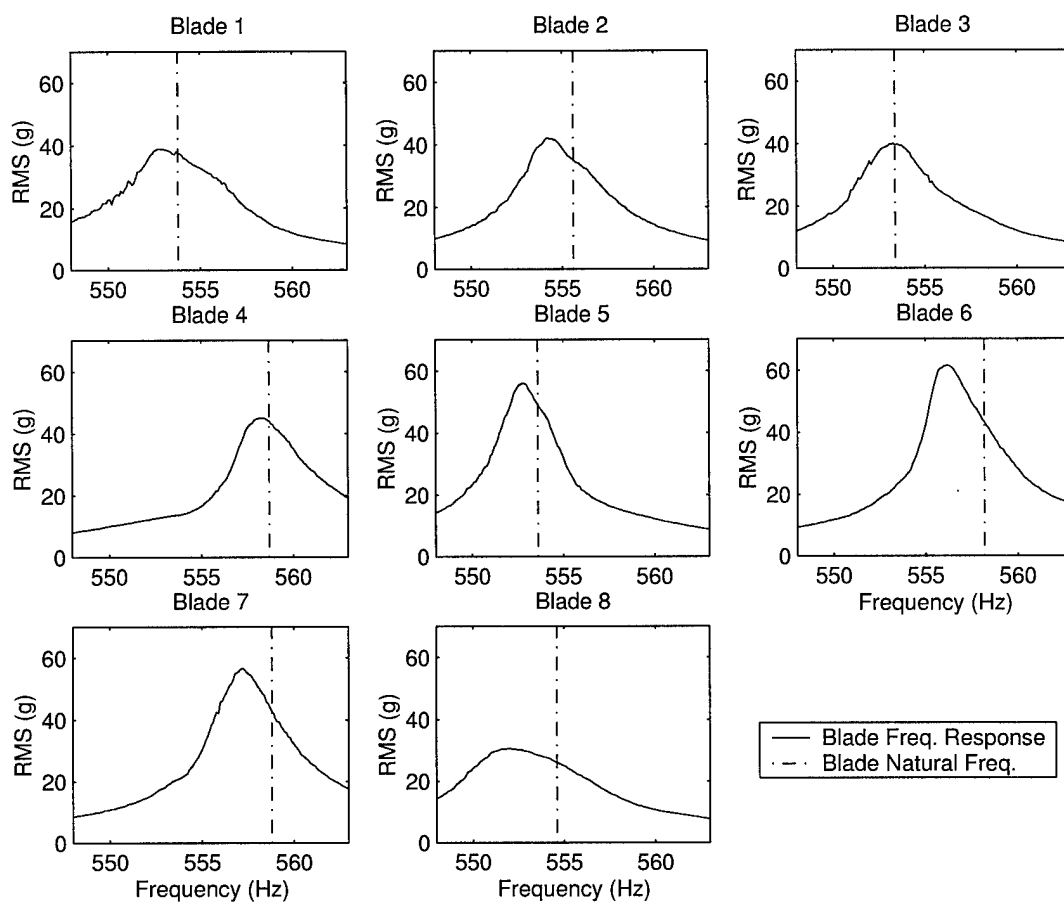 Blade 1
60
40
20
0
RMS (g)
550 555 560
Blade 2
60
40
20
0
RMS (g)
550 555 560
Blade 3
60
40
20
0
RMS (g)
550 555 560
Blade 4
60
40
20
0
RMS (g)
550 555 560
Blade 5
60
40
20
0
RMS (g)
550 555 560
Blade 6
60
40
20
0
RMS (g)
550 555 560
Frequency (Hz)
Blade 7
60
40
20
0
RMS (g)
550 555 560
Frequency (Hz)
Blade 8
60
40
20
0
RMS (g)
550 555 560
Frequency (Hz)
Blade Freq. Response
Blade Natural Freq.